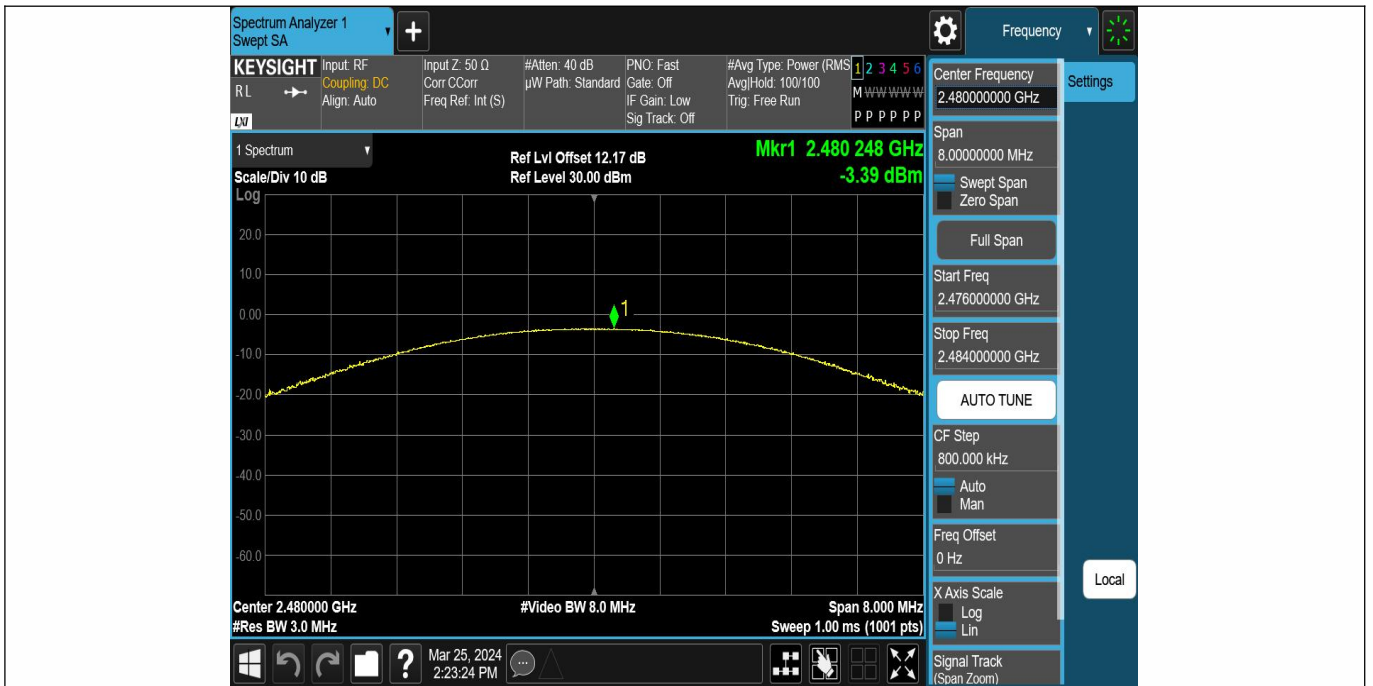 Spectrum Analyzer 1
Swept SA
+
Frequency
KEYSIGHT
RL
LXI
Input: RF
Coupling: DC
Align: Auto
Input Z: 50 Ω
Corr CCorr
Freq Ref: Int (S)
#Atten: 40 dB
µW Path: Standard
PNO: Fast
Gate: Off
IF Gain: Low
Sig Track: Off
#Avg Type: Power (RMS
Avg|Hold: 100/100
Trig: Free Run
1 2 3 4 5 6
M W W W W W
P P P P P P
1 Spectrum
Scale/Div 10 dB
Log
Ref Lvl Offset 12.17 dB
Ref Level 30.00 dBm
Mkr1 2.480 248 GHz
-3.39 dBm
20.0
10.0
0.00
-10.0
-20.0
-30.0
-40.0
-50.0
-60.0
1
Center 2.480000 GHz
#Res BW 3.0 MHz
#Video BW 8.0 MHz
Span 8.000 MHz
Sweep 1.00 ms (1001 pts)
Mar 25, 2024
2:23:24 PM
?
Center Frequency
2.480000000 GHz
Span
8.00000000 MHz
Swept Span
Zero Span
Full Span
Start Freq
2.476000000 GHz
Stop Freq
2.484000000 GHz
AUTO TUNE
CF Step
800.000 kHz
Auto
Man
Freq Offset
0 Hz
X Axis Scale
Log
Lin
Signal Track
(Span Zoom)
Settings
Local